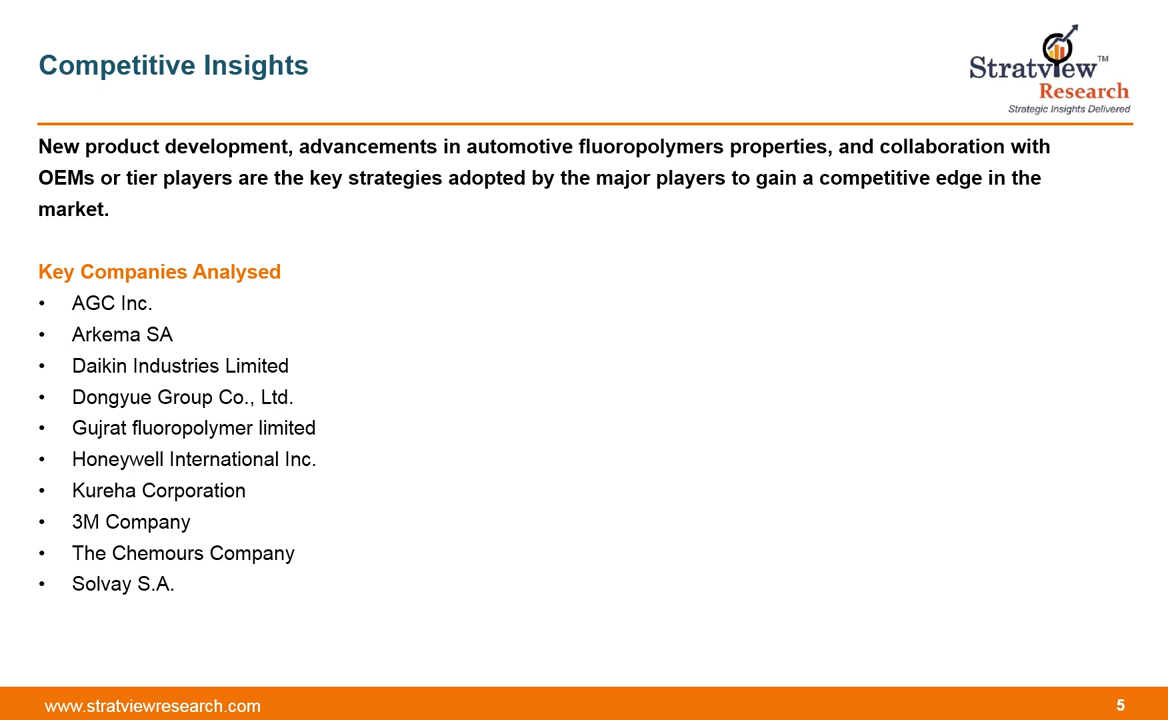 Competitive Insights
Stratview™
Research
Strategic Insights Delivered
New product development, advancements in automotive fluoropolymers properties, and collaboration with
OEMs or tier players are the key strategies adopted by the major players to gain a competitive edge in the
market.
Key Companies Analysed
• AGC Inc.
• Arkema SA
• Daikin Industries Limited
• Dongyue Group Co., Ltd.
• Gujrat fluoropolymer limited
• Honeywell International Inc.
• Kureha Corporation
• 3M Company
• The Chemours Company
• Solvay S.A.
www.stratviewresearch.com
5